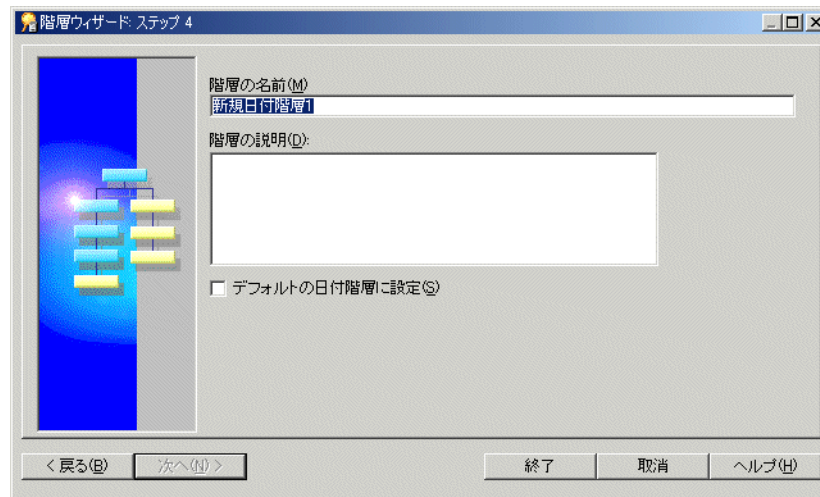 階層ウィザード: ステップ 4
階層の名前(M)
新規日付階層1
階層の説明(D):
デフォルトの日付階層に設定(S)
< 戻る(B) 次へ(N) > 終了 取消 ヘルプ(H)